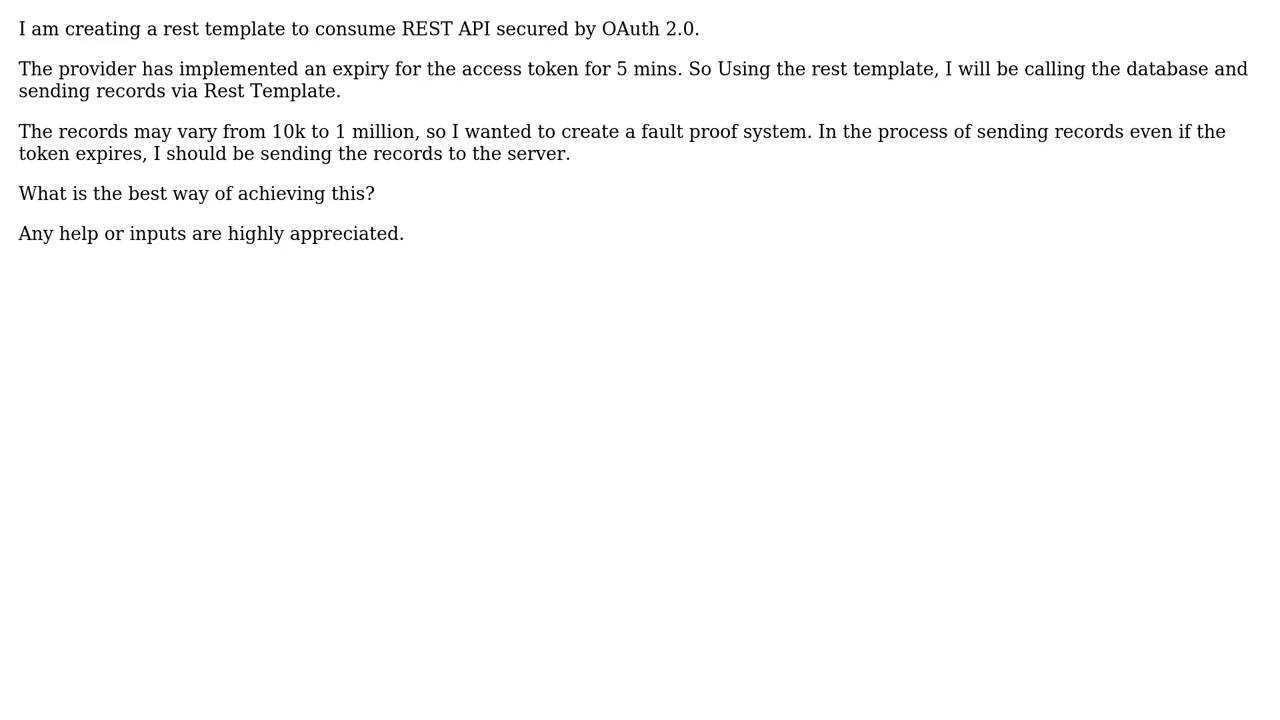 I am creating a rest template to consume REST API secured by OAuth 2.0.
The provider has implemented an expiry for the access token for 5 mins. So Using the rest template, I will be calling the database and
sending records via Rest Template.
The records may vary from 10k to 1 million, so I wanted to create a fault proof system. In the process of sending records even if the
token expires, I should be sending the records to the server.
What is the best way of achieving this?
Any help or inputs are highly appreciated.